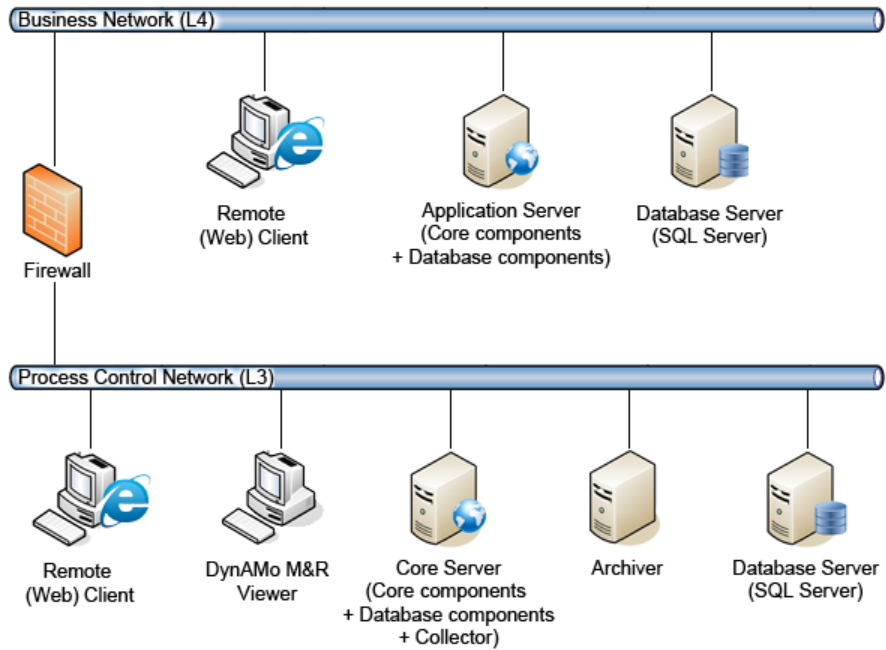 Business Network (L4)
Remote
(Web) Client
Application Server
(Core components
+ Database components)
Database Server
(SQL Server)
Firewall
Process Control Network (L3)
Remote
(Web) Client
DynAMo M&R
Viewer
Core Server
(Core components
+ Database components
+ Collector)
Archiver
Database Server
(SQL Server)